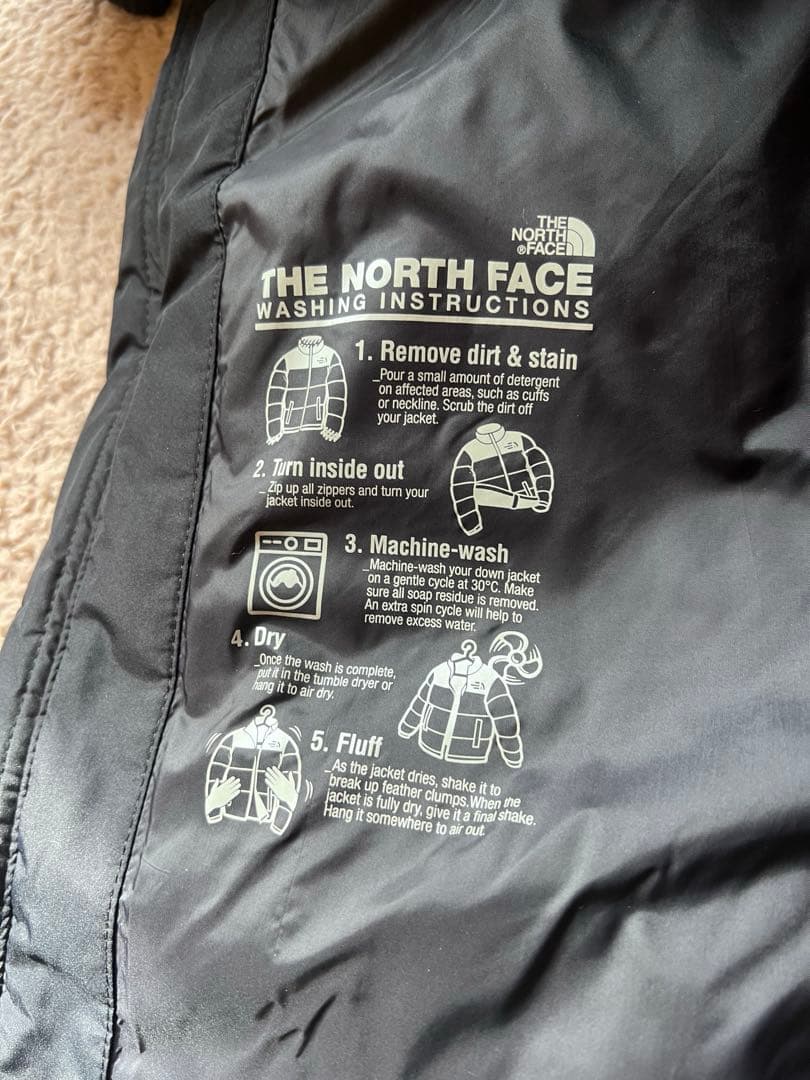 THE
NORTH
®FACE
THE NORTH FACE
WASHING INSTRUCTIONS
1. Remove dirt & stain
_Pour a small amount of detergent
on affected areas, such as cuffs
or neckline. Scrub the dirt off
your jacket.
2. Turn inside out
_Zip up all zippers and turn your
jacket inside out.
3. Machine-wash
_Machine-wash your down jacket
on a gentle cycle at 30°C. Make
sure all soap residue is removed.
An extra spin cycle will help to
remove excess water.
4. Dry
_Once the wash is complete,
put it in the tumble dryer or
hang it to air dry.
5. Fluff
_As the jacket dries, shake it to
break up feather clumps.When the
jacket is fully dry, give it a final shake.
Hang it somewhere to air out.